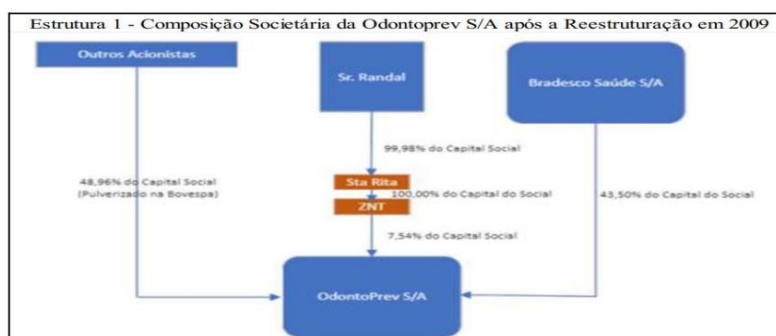 Estrutura 1 - Composição Societária da Odontoprev S/A após a Reestruturação em 2009
Outros Acionistas
Sr. Randal
Bradesco Saúde S/A
99,98% do Capital Social
48,96% do Capital Social
(Pulverizado na Bovespa)
Sta Rita
100,00% do Capital do Social
43,50% do Capital Social
ZNT
7,54% do Capital Social
OdontoPrev S/A